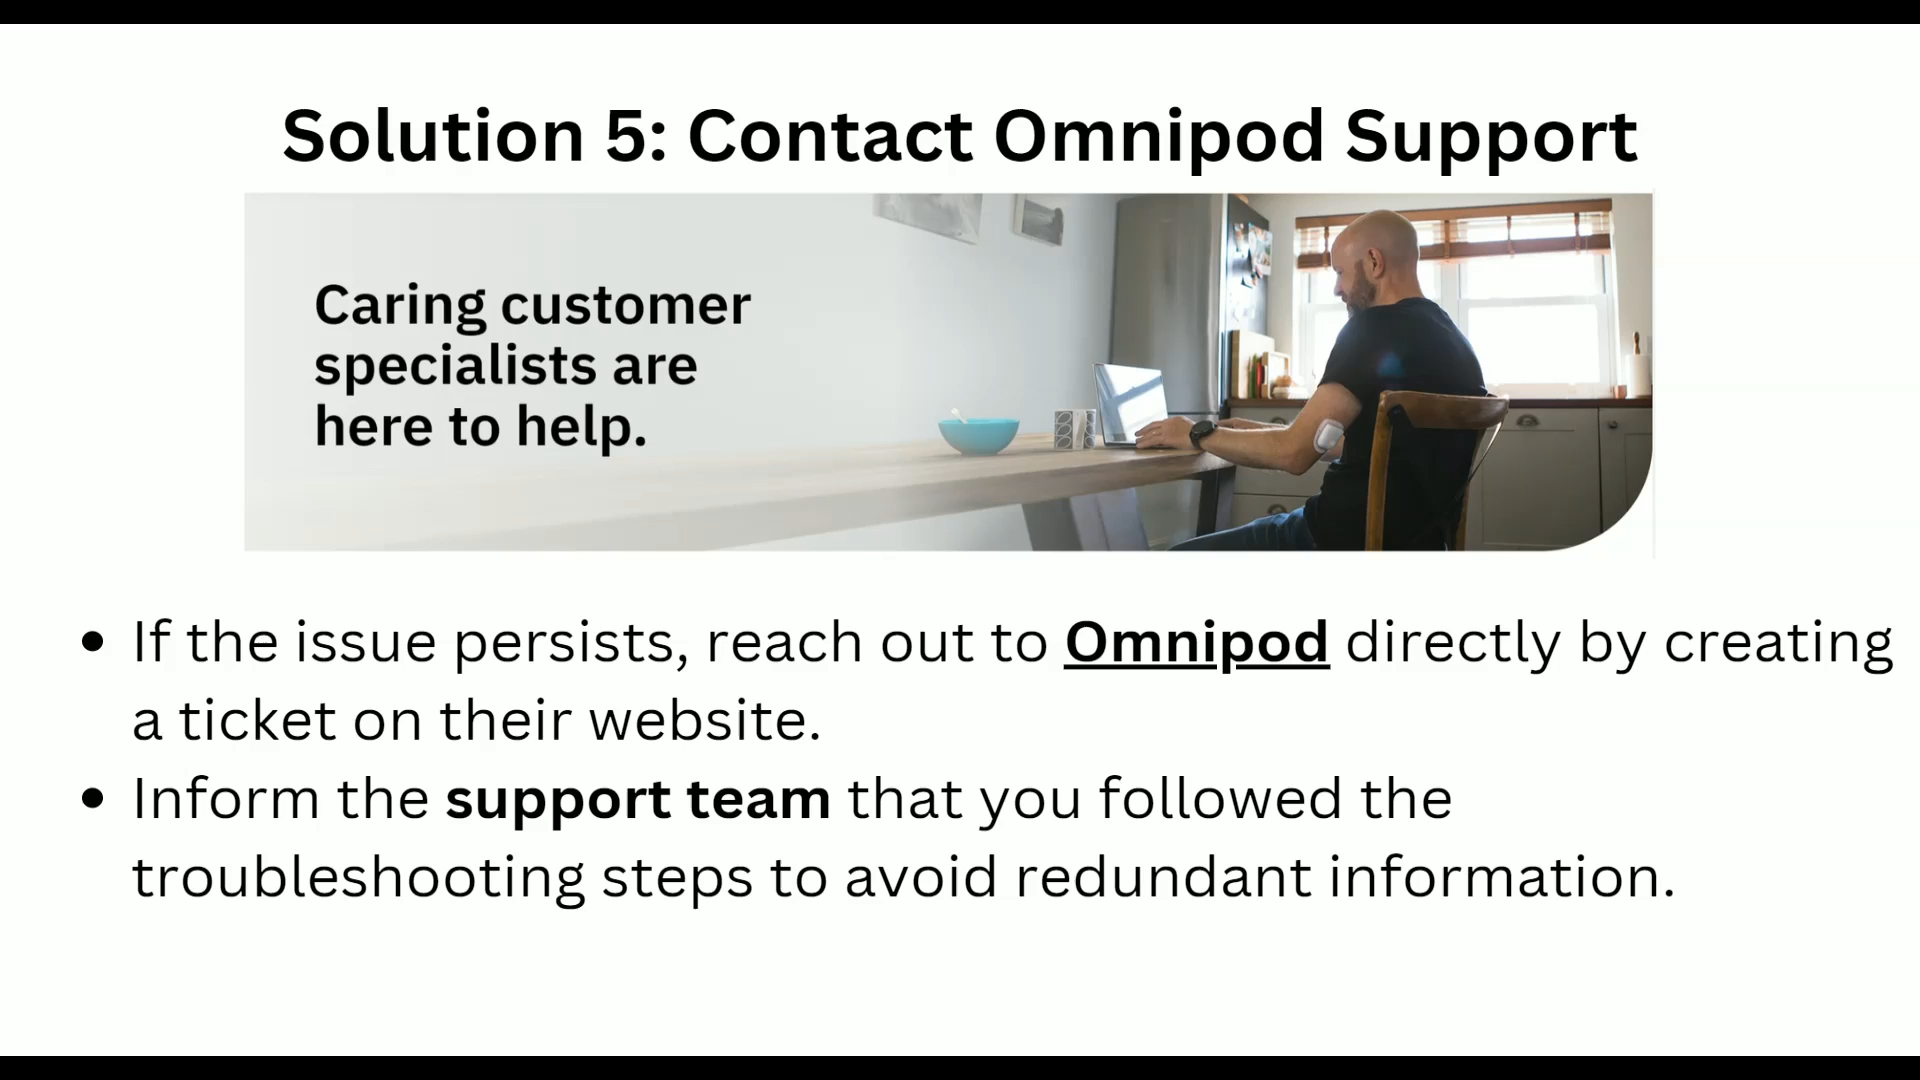 Solution 5: Contact Omnipod Support
Caring customer
specialists are
here to help.
• If the issue persists, reach out to Omnipod directly by creating
a ticket on their website.
• Inform the support team that you followed the
troubleshooting steps to avoid redundant information.